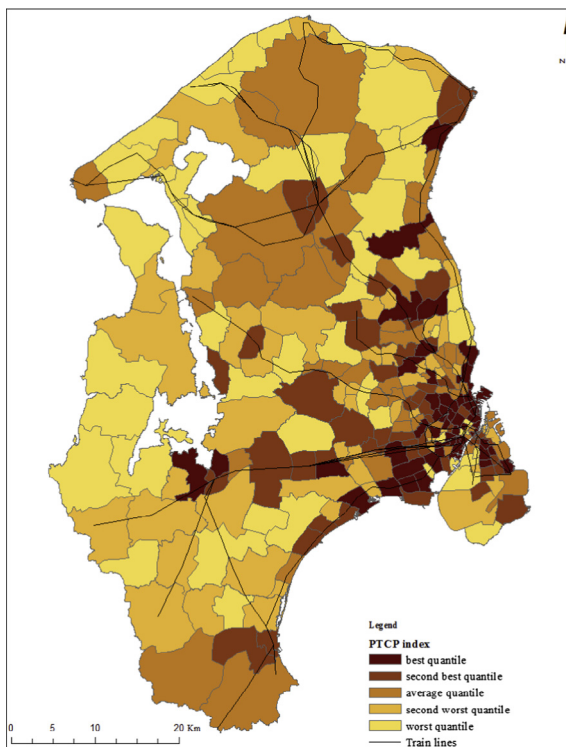 N
Legend
PTCP index
best quantile
second best quantile
average quantile
second worst quantile
worst quantile
Train lines
0 5 10 20 Km